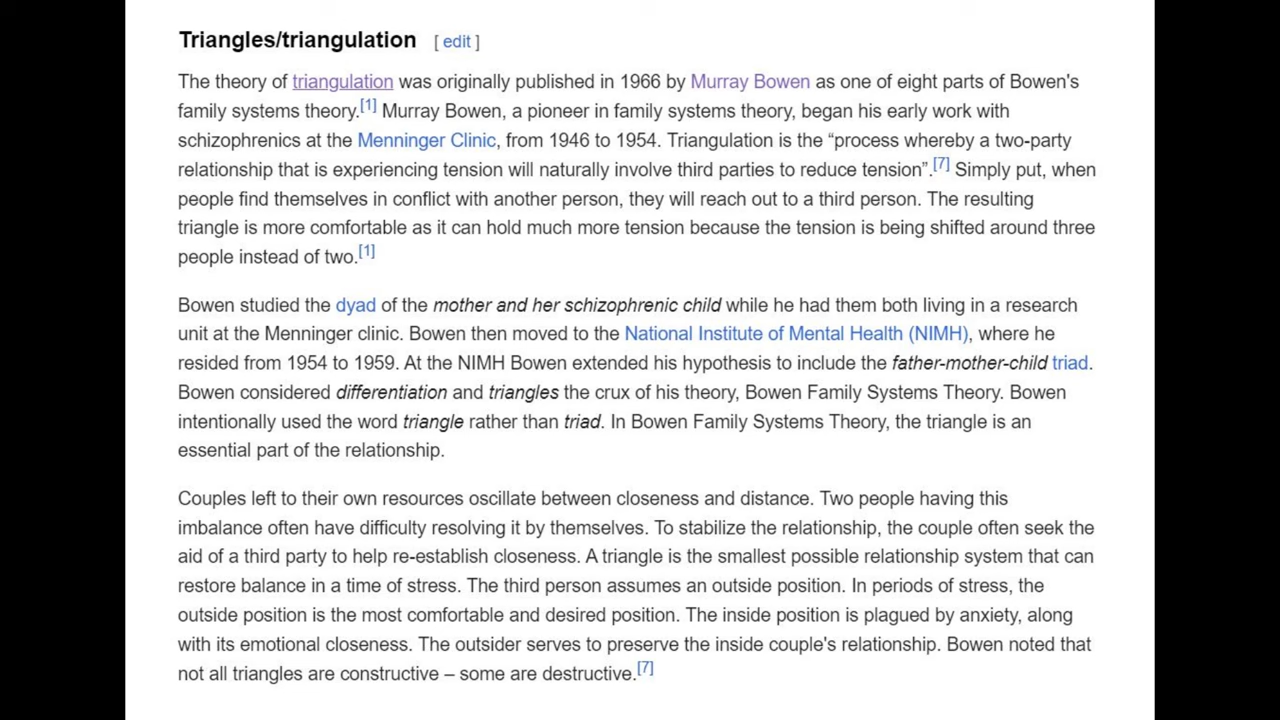 Triangles/triangulation [ edit ]
The theory of triangulation was originally published in 1966 by Murray Bowen as one of eight parts of Bowen's
family systems theory.[1] Murray Bowen, a pioneer in family systems theory, began his early work with
schizophrenics at the Menninger Clinic, from 1946 to 1954. Triangulation is the “process whereby a two-party
relationship that is experiencing tension will naturally involve third parties to reduce tension”.[7] Simply put, when
people find themselves in conflict with another person, they will reach out to a third person. The resulting
triangle is more comfortable as it can hold much more tension because the tension is being shifted around three
people instead of two.[1]
Bowen studied the dyad of the mother and her schizophrenic child while he had them both living in a research
unit at the Menninger clinic. Bowen then moved to the National Institute of Mental Health (NIMH), where he
resided from 1954 to 1959. At the NIMH Bowen extended his hypothesis to include the father-mother-child triad.
Bowen considered differentiation and triangles the crux of his theory, Bowen Family Systems Theory. Bowen
intentionally used the word triangle rather than triad. In Bowen Family Systems Theory, the triangle is an
essential part of the relationship.
Couples left to their own resources oscillate between closeness and distance. Two people having this
imbalance often have difficulty resolving it by themselves. To stabilize the relationship, the couple often seek the
aid of a third party to help re-establish closeness. A triangle is the smallest possible relationship system that can
restore balance in a time of stress. The third person assumes an outside position. In periods of stress, the
outside position is the most comfortable and desired position. The inside position is plagued by anxiety, along
with its emotional closeness. The outsider serves to preserve the inside couple's relationship. Bowen noted that
not all triangles are constructive – some are destructive.[7]